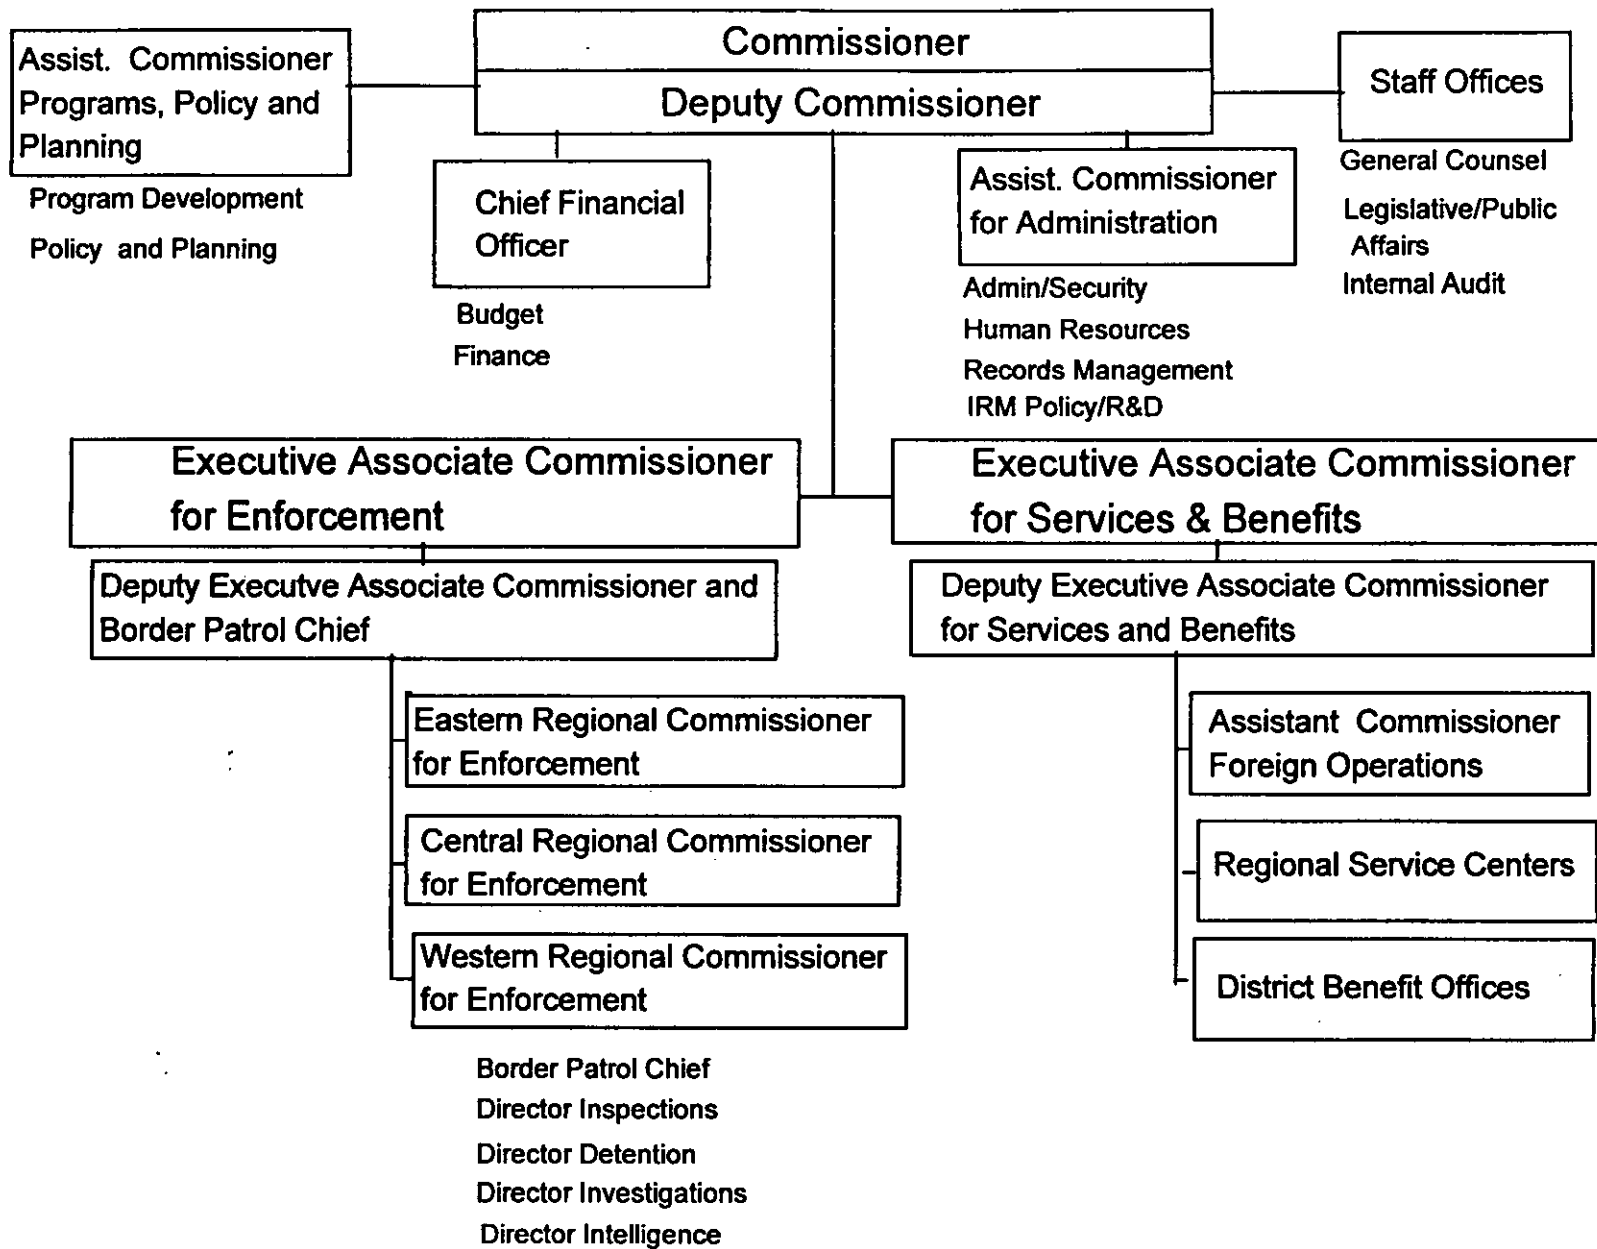 Commissioner
Deputy Commissioner
Assist. Commissioner
Programs, Policy and
Planning
Program Development
Policy and Planning
Staff Offices
General Counsel
Legislative/Public
Affairs
Internal Audit
Chief Financial
Officer
Budget
Finance
Assist. Commissioner
for Administration
Admin/Security
Human Resources
Records Management
IRM Policy/R&D
Executive Associate Commissioner
for Enforcement
Deputy Executve Associate Commissioner and
Border Patrol Chief
Eastern Regional Commissioner
for Enforcement
Central Regional Commissioner
for Enforcement
Western Regional Commissioner
for Enforcement
Border Patrol Chief
Director Inspections
Director Detention
Director Investigations
Director Intelligence
Executive Associate Commissioner
for Services & Benefits
Deputy Executive Associate Commissioner
for Services and Benefits
Assistant Commissioner
Foreign Operations
Regional Service Centers
District Benefit Offices